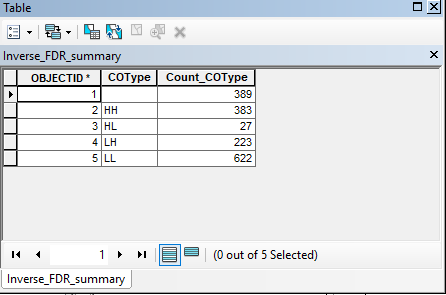 Table
Inverse_FDR_summary
OBJECTID * COType Count_COType
1 389
2 HH 383
3 HL 27
4 LH 223
5 LL 622
1 (0 out of 5 Selected)
Inverse_FDR_summary